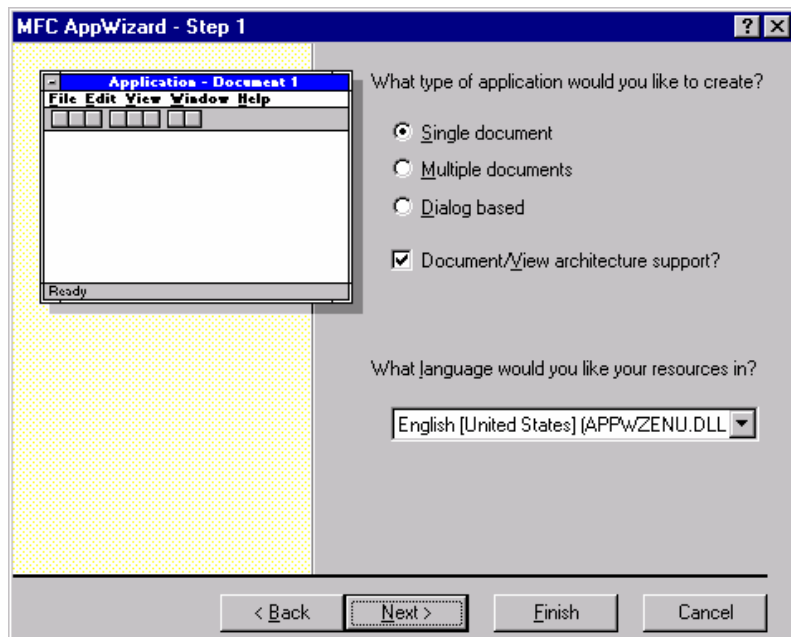 MFC AppWizard - Step 1
Application - Document 1
File Edit View Window Help
Ready
What type of application would you like to create?
Single document
Multiple documents
Dialog based
Document/View architecture support?
What language would you like your resources in?
English [United States] (APPWZENU.DLL
< Back
Next >
Finish
Cancel